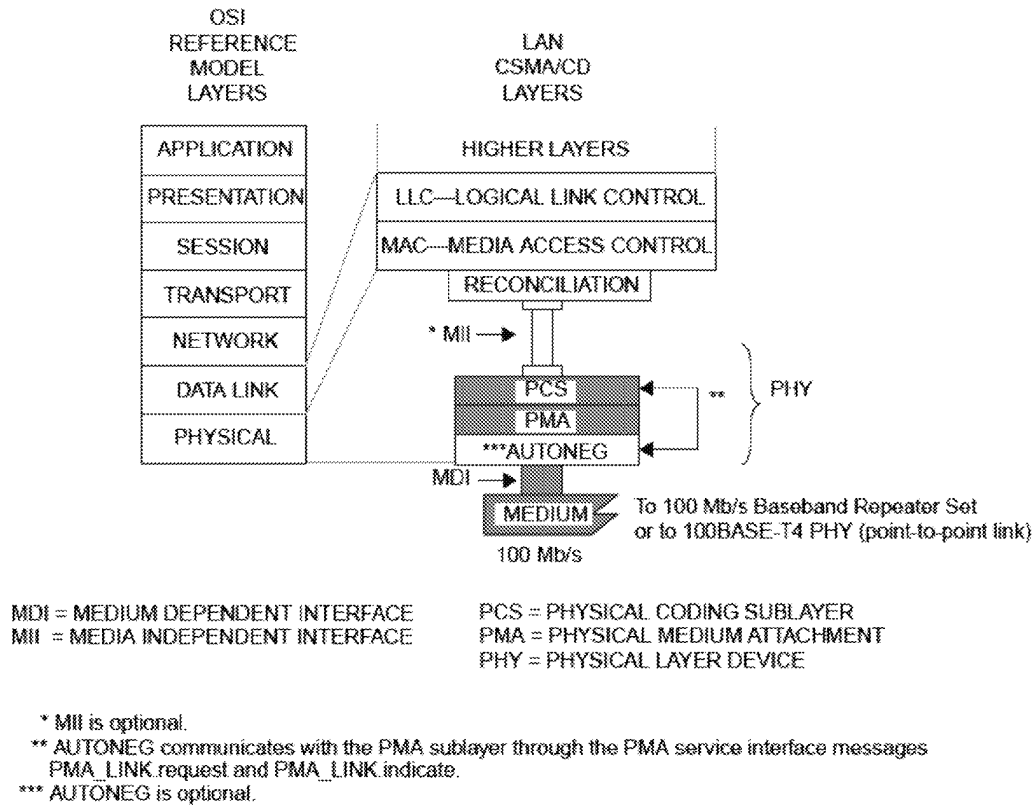 OSI
REFERENCE
MODEL
LAYERS
LAN
CSMA/CD
LAYERS
APPLICATION
PRESENTATION
SESSION
TRANSPORT
NETWORK
DATA LINK
PHYSICAL
HIGHER LAYERS
LLC—LOGICAL LINK CONTROL
MAC—MEDIA ACCESS CONTROL
RECONCILIATION
* MII
PCS
PMA
***AUTONEG
**
PHY
MDI
MEDIUM
100 Mb/s
To 100 Mb/s Baseband Repeater Set
or to 100BASE-T4 PHY (point-to-point link)
MDI = MEDIUM DEPENDENT INTERFACE
MII = MEDIA INDEPENDENT INTERFACE
PCS = PHYSICAL CODING SUBLAYER
PMA = PHYSICAL MEDIUM ATTACHMENT
PHY = PHYSICAL LAYER DEVICE
* MII is optional.
** AUTONEG communicates with the PMA sublayer through the PMA service interface messages
PMA_LINK.request and PMA_LINK.indicate.
*** AUTONEG is optional.